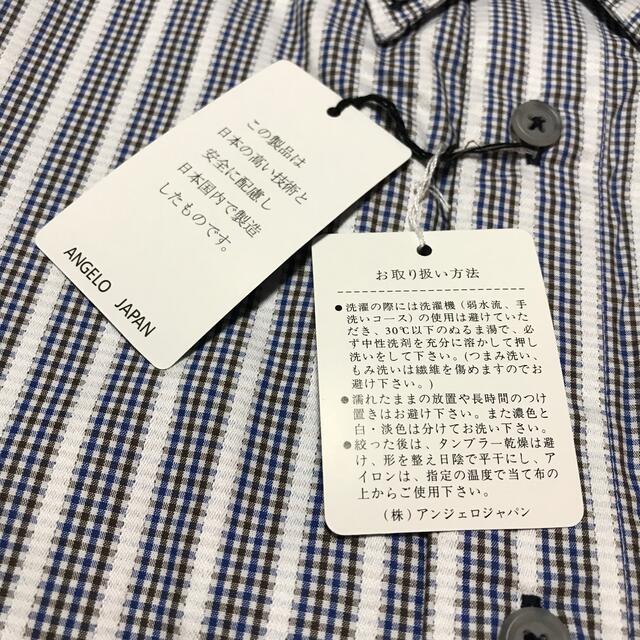 この製品は
日本の高い技術と
安全に配慮し
日本国内で製造
したものです。
ANGELO JAPAN
お取り扱い方法
●洗濯の際には洗濯機（弱水流、手
洗いコース）の使用は避けていた
だき、30℃以下のぬるま湯で、必
ず中性洗剤を充分に溶かして押し
洗いをして下さい。(つまみ洗い、
もみ洗いは繊維を傷めますのでお
避け下さい。)
●濡れたままの放置や長時間のつけ
置きはお避け下さい。また濃色と
白・淡色は分けてお洗い下さい。
●絞った後は、タンブラー乾燥は避
け、形を整え日陰で平干にし、ア
イロンは、指定の温度で当て布の
上からご使用下さい。
（株）アンジェロジャパン